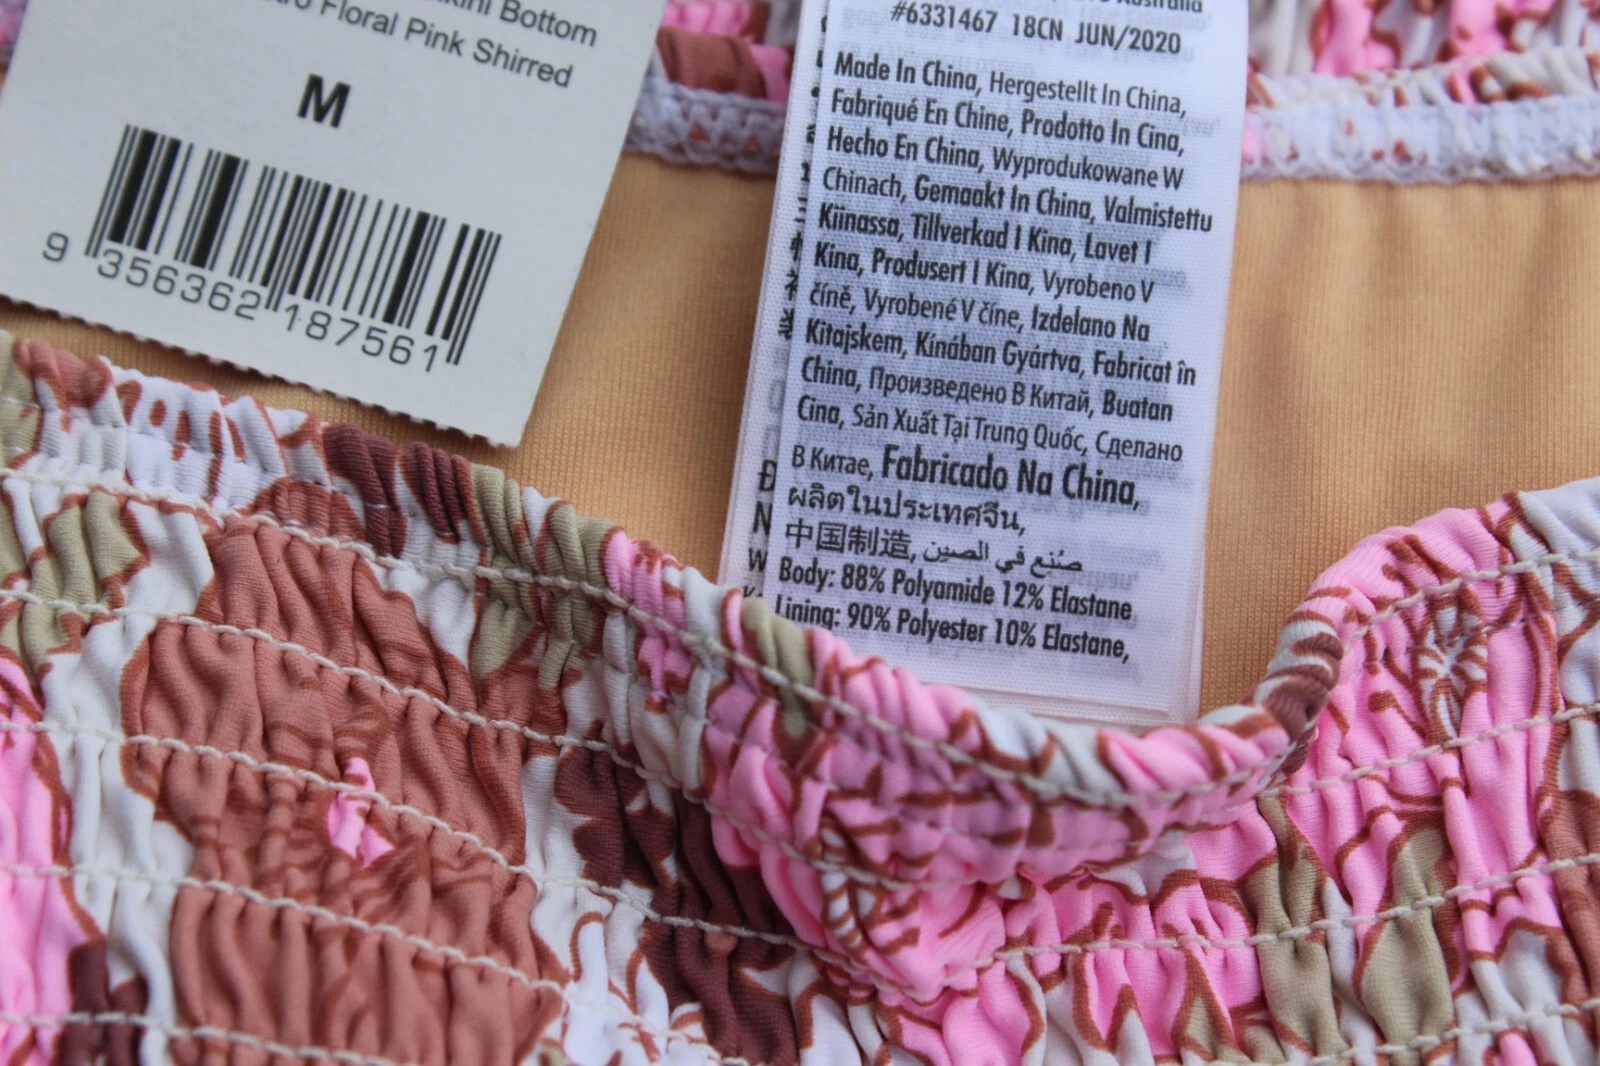 Bottom
Floral Pink Shirred
M
9 356362 187561
Australia
#6331467 18CN JUN/2020
Made In China, Hergestellt In China,
Fabriqué En Chine, Prodotto In Cina,
Hecho En China, Wyprodukowane W
Chinach, Gemaakt In China, Valmistettu
Kiinassa, Tillverkad I Kina, Lavet I
Kina, Produsert I Kina, Vyrobeno V
číně, Vyrobené V číne, Izdelano Na
Kitajskem, Kínában Gyártva, Fabricat în
China, Произведено В Китай, Buatan
Cina, Sản Xuất Tại Trung Quốc, Сделано
В Китае, Fabricado Na China,
ผลิตในประเทศจีน,
中国制造, صُنع في الصين
Body: 88% Polyamide 12% Elastane
Lining: 90% Polyester 10% Elastane,